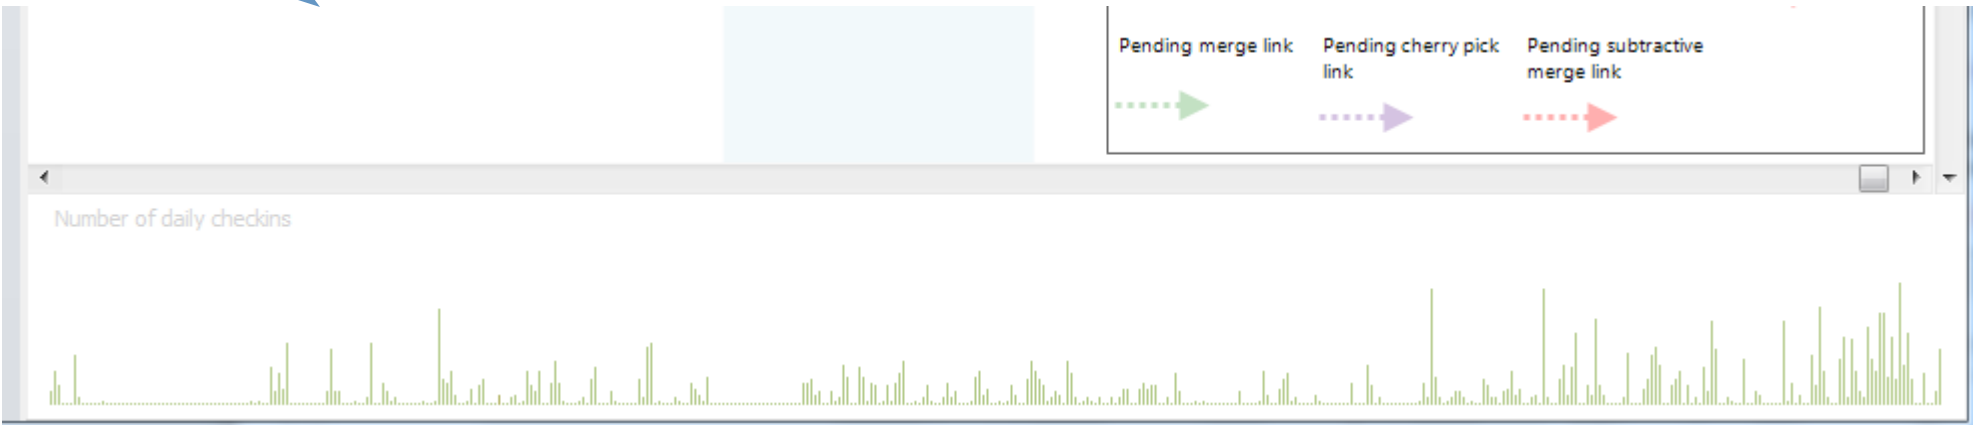 Pending merge link
Pending cherry pick
link
Pending subtractive
merge link
Number of daily checkins